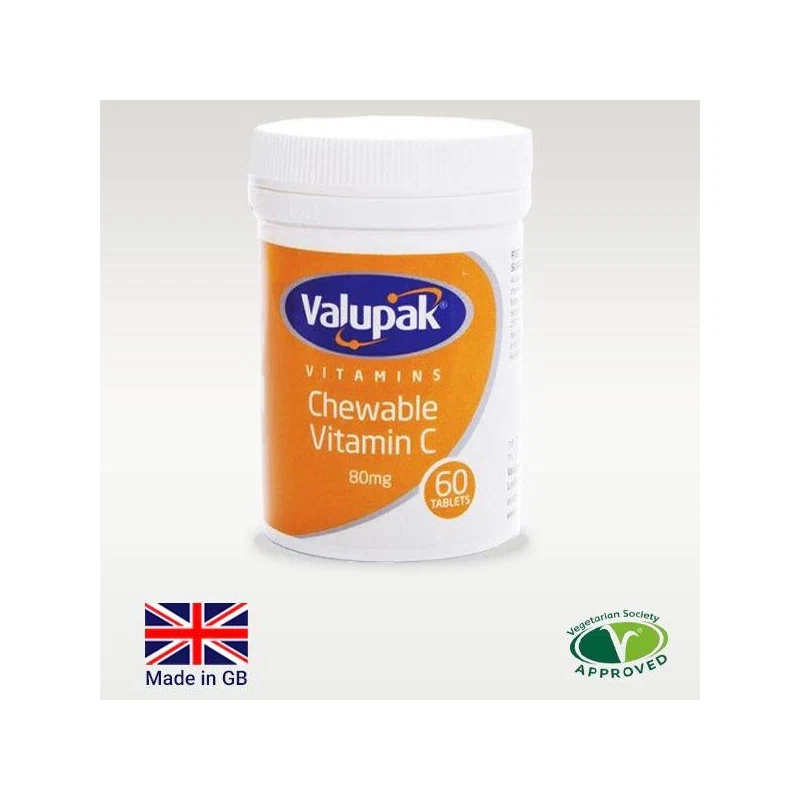 Valupak®
VITAMINS
Chewable
Vitamin C
80mg
60
TABLETS
Made in GB
Vegetarian Society
APPROVED